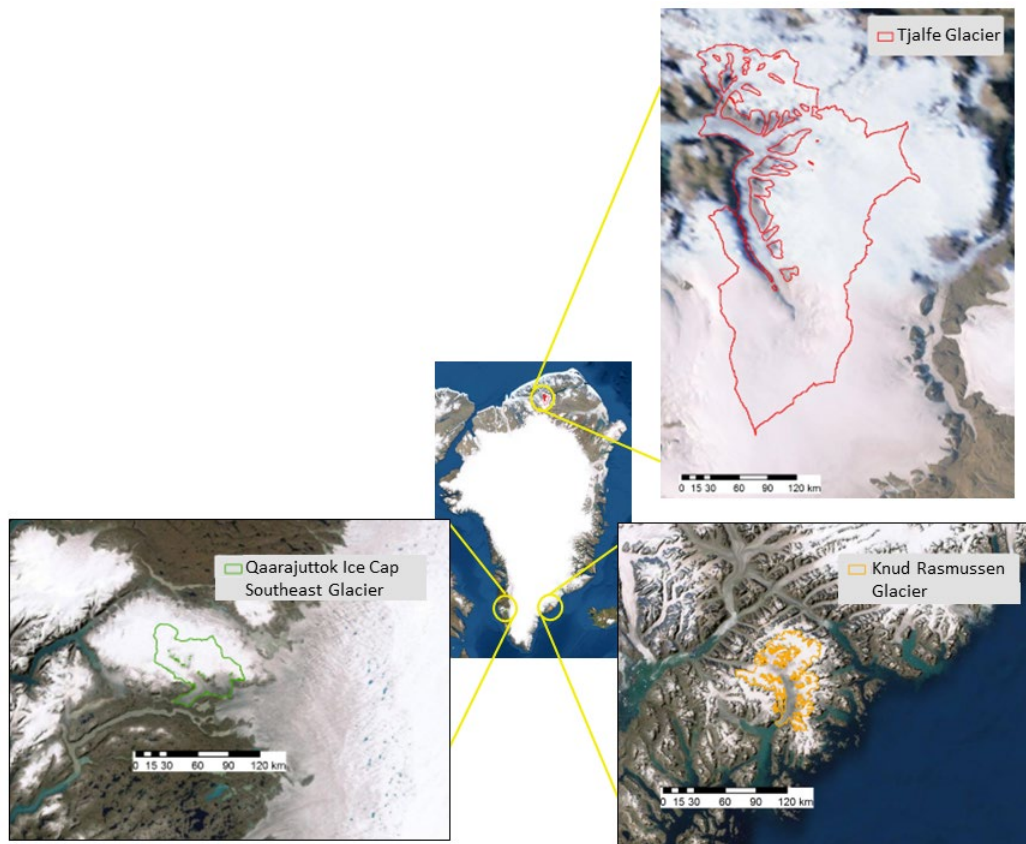 Tjalfe Glacier
0 15 30 60 90 120 km
Qaarajuttok Ice Cap
Southeast Glacier
0 15 30 60 90 120 km
Knud Rasmussen
Glacier
0 15 30 60 90 120 km